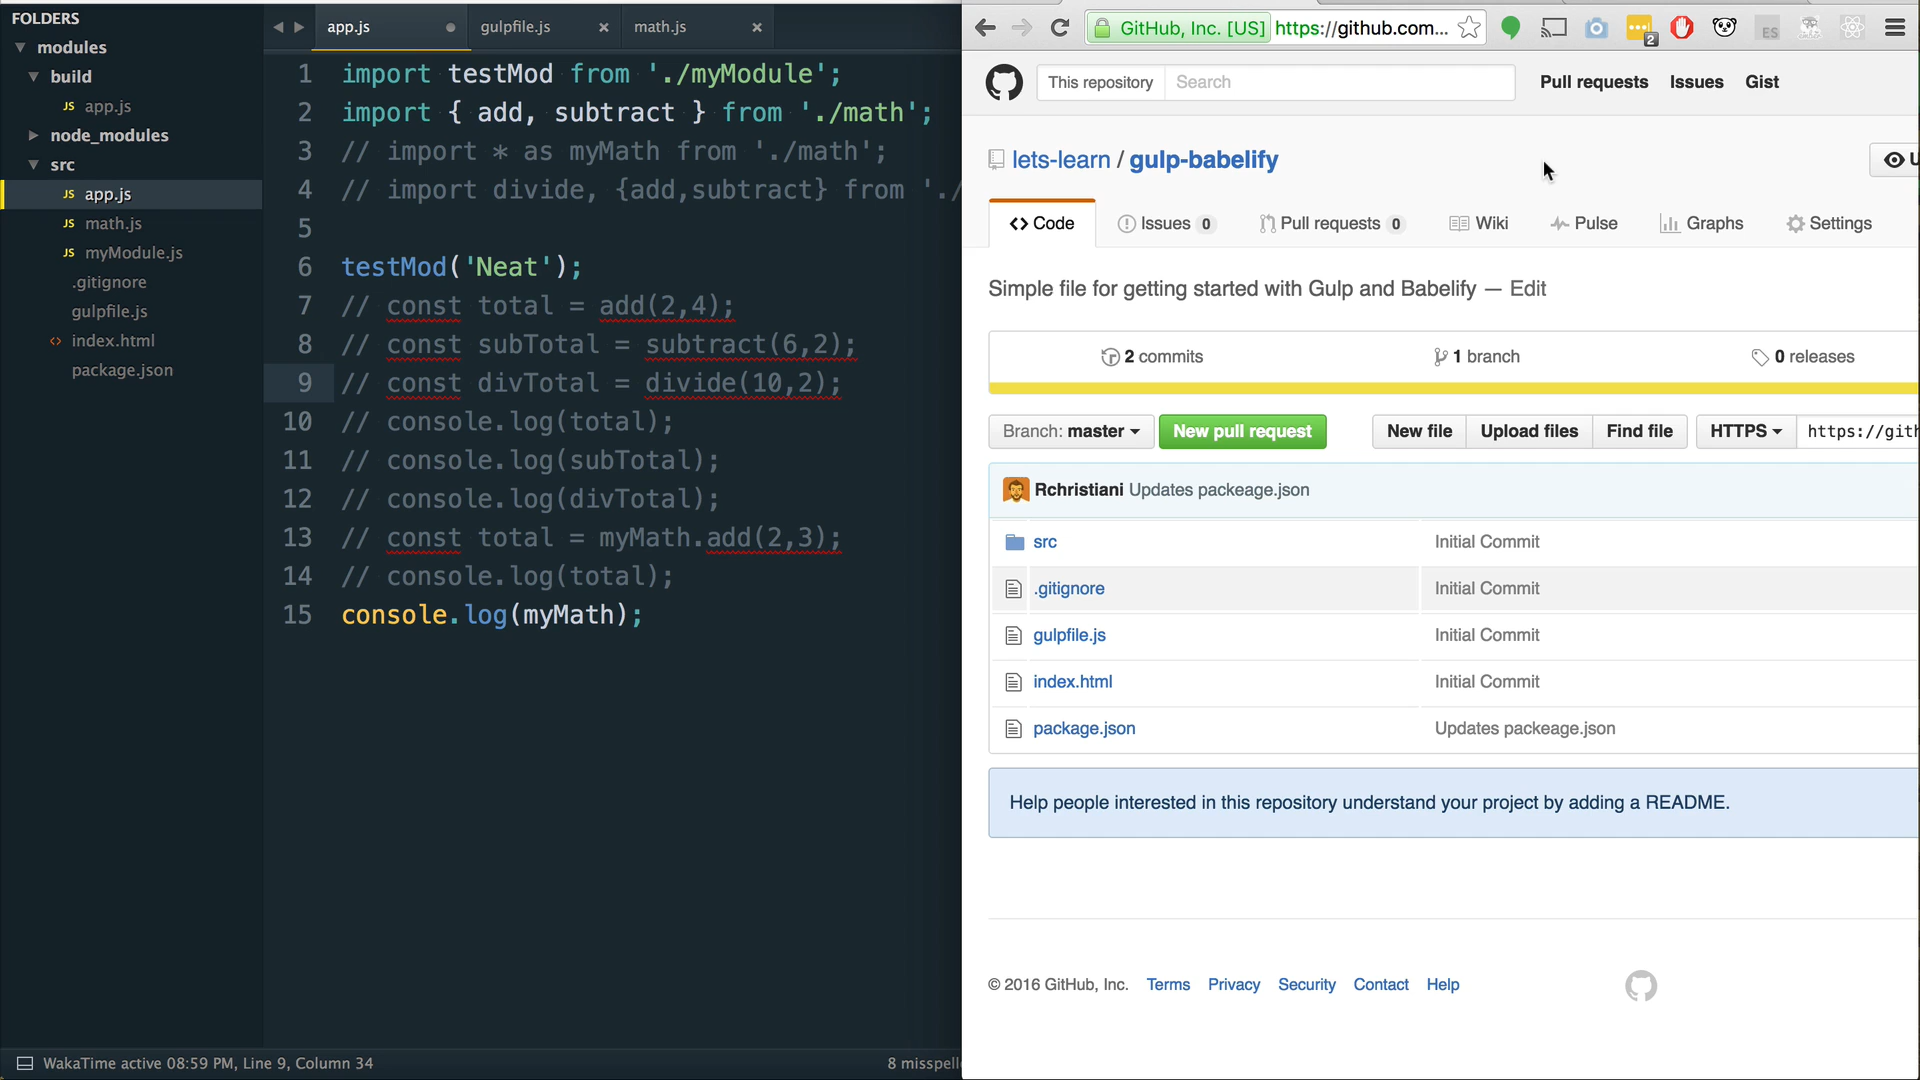 FOLDERS
modules
build
JS app.js
node_modules
src
JS app.js
JS math.js
JS myModule.js
.gitignore
gulpfile.js
<> index.html
package.json
app.js
gulpfile.js
math.js
1 import testMod from './myModule';
2 import { add, subtract } from './math';
3 // import * as myMath from './math';
4 // import divide, {add,subtract} from './
5
6 testMod('Neat');
7 // const total = add(2,4);
8 // const subTotal = subtract(6,2);
9 // const divTotal = divide(10,2);
10 // console.log(total);
11 // console.log(subTotal);
12 // console.log(divTotal);
13 // const total = myMath.add(2,3);
14 // console.log(total);
15 console.log(myMath);
WakaTime active 08:59 PM, Line 9, Column 34
8 misspell
GitHub, Inc. [US] https://github.com...
2
ES
This repository Search
Pull requests Issues Gist
lets-learn / gulp-babelify
U
<> Code
Issues 0
Pull requests 0
Wiki
Pulse
Graphs
Settings
Simple file for getting started with Gulp and Babelify — Edit
2 commits
1 branch
0 releases
Branch: master
New pull request
New file
Upload files
Find file
HTTPS
https://gith
Rchristiani Updates packeage.json
src Initial Commit
.gitignore Initial Commit
gulpfile.js Initial Commit
index.html Initial Commit
package.json Updates packeage.json
Help people interested in this repository understand your project by adding a README.
© 2016 GitHub, Inc. Terms Privacy Security Contact Help